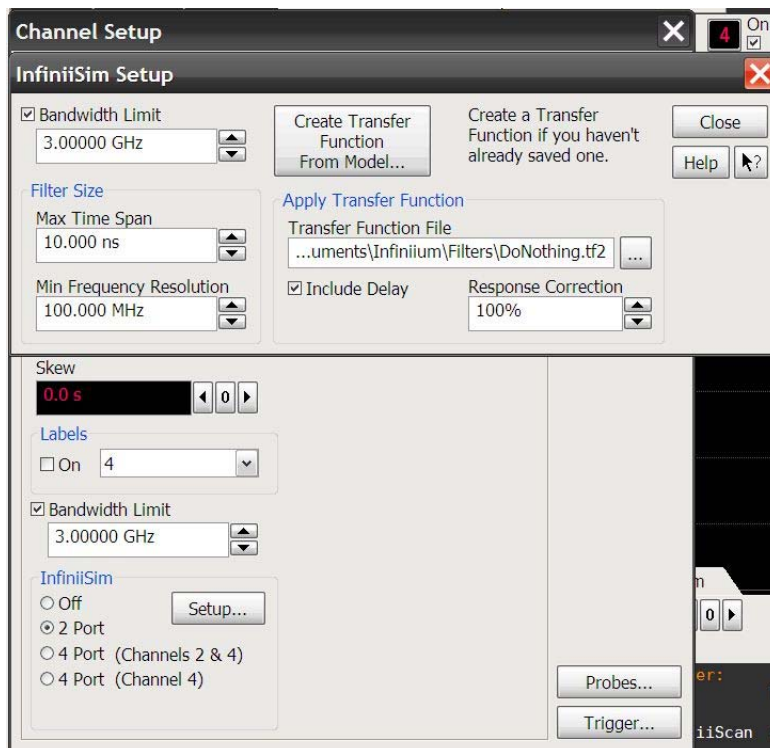 Channel Setup
4
On
InfiniiSim Setup
Bandwidth Limit
3.00000 GHz
Create Transfer
Function
From Model...
Create a Transfer
Function if you haven't
already saved one.
Close
Help
?
Filter Size
Max Time Span
10.000 ns
Min Frequency Resolution
100.000 MHz
Apply Transfer Function
Transfer Function File
...uments\Infiniium\Filters\DoNothing.tf2
...
Include Delay
Response Correction
100%
Skew
0.0 s
0
Labels
On
4
Bandwidth Limit
3.00000 GHz
InfiniiSim
Off
Setup...
2 Port
4 Port (Channels 2 & 4)
4 Port (Channel 4)
Probes...
Trigger...
m
0
er:
iiScan